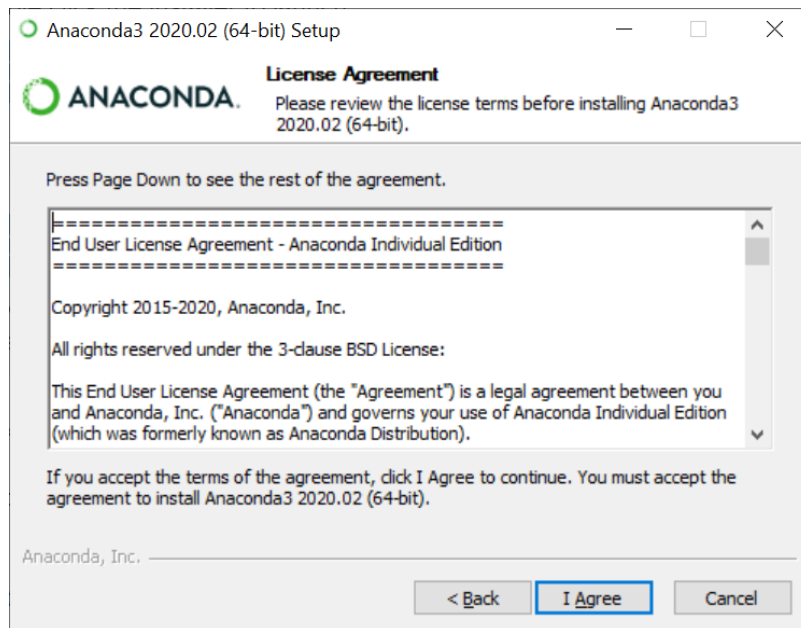 Anaconda3 2020.02 (64-bit) Setup
ANACONDA.
License Agreement
Please review the license terms before installing Anaconda3
2020.02 (64-bit).
Press Page Down to see the rest of the agreement.
===================================
End User License Agreement - Anaconda Individual Edition
===================================
Copyright 2015-2020, Anaconda, Inc.
All rights reserved under the 3-clause BSD License:
This End User License Agreement (the "Agreement") is a legal agreement between you
and Anaconda, Inc. ("Anaconda") and governs your use of Anaconda Individual Edition
(which was formerly known as Anaconda Distribution).
If you accept the terms of the agreement, click I Agree to continue. You must accept the
agreement to install Anaconda3 2020.02 (64-bit).
Anaconda, Inc.
< Back
I Agree
Cancel